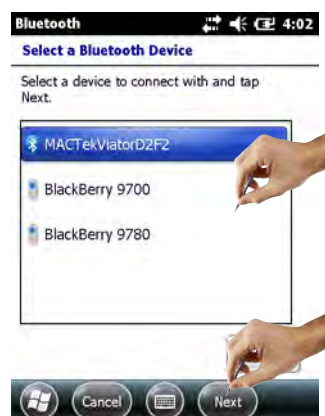 Bluetooth 4:02
Select a Bluetooth Device
Select a device to connect with and tap
Next.
MACTekViatorD2F2
BlackBerry 9700
BlackBerry 9780
Cancel Next